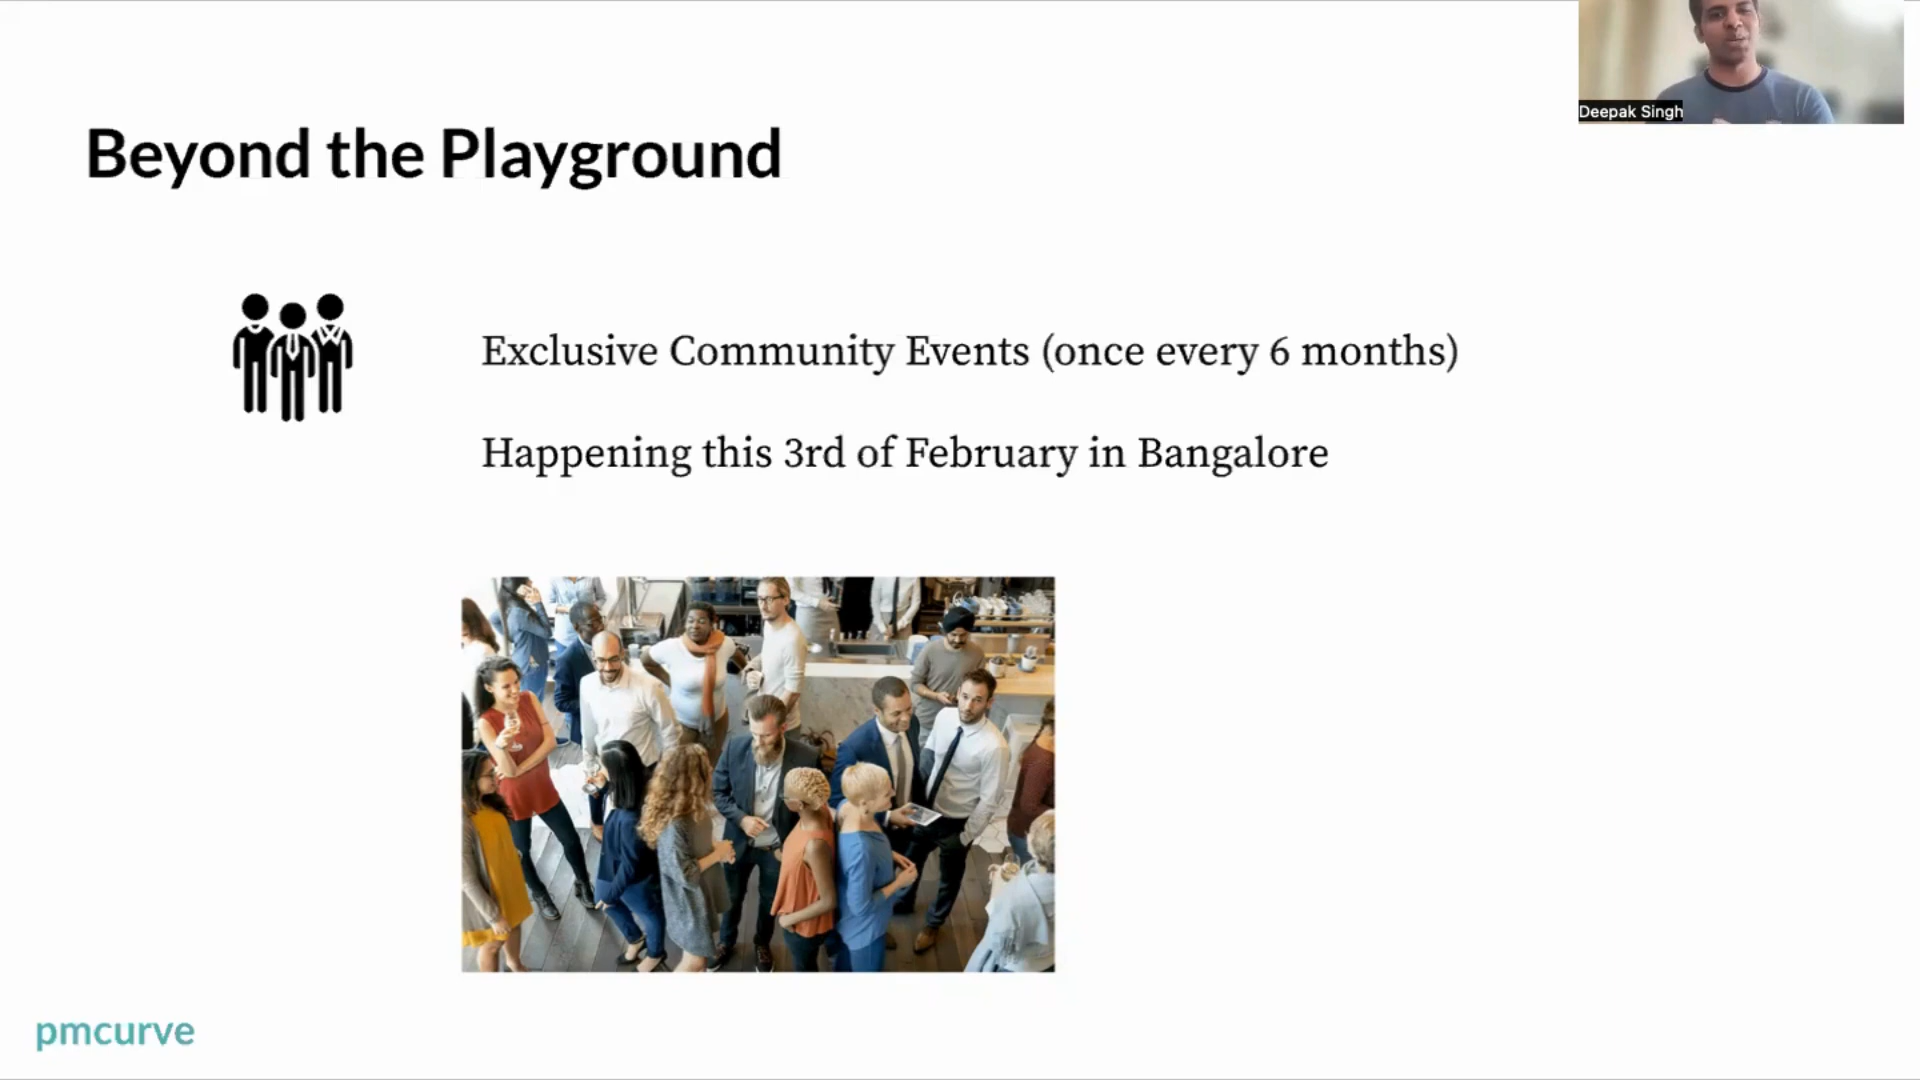 Deepak Singh
Beyond the Playground
Exclusive Community Events (once every 6 months)
Happening this 3rd of February in Bangalore
pmcurve